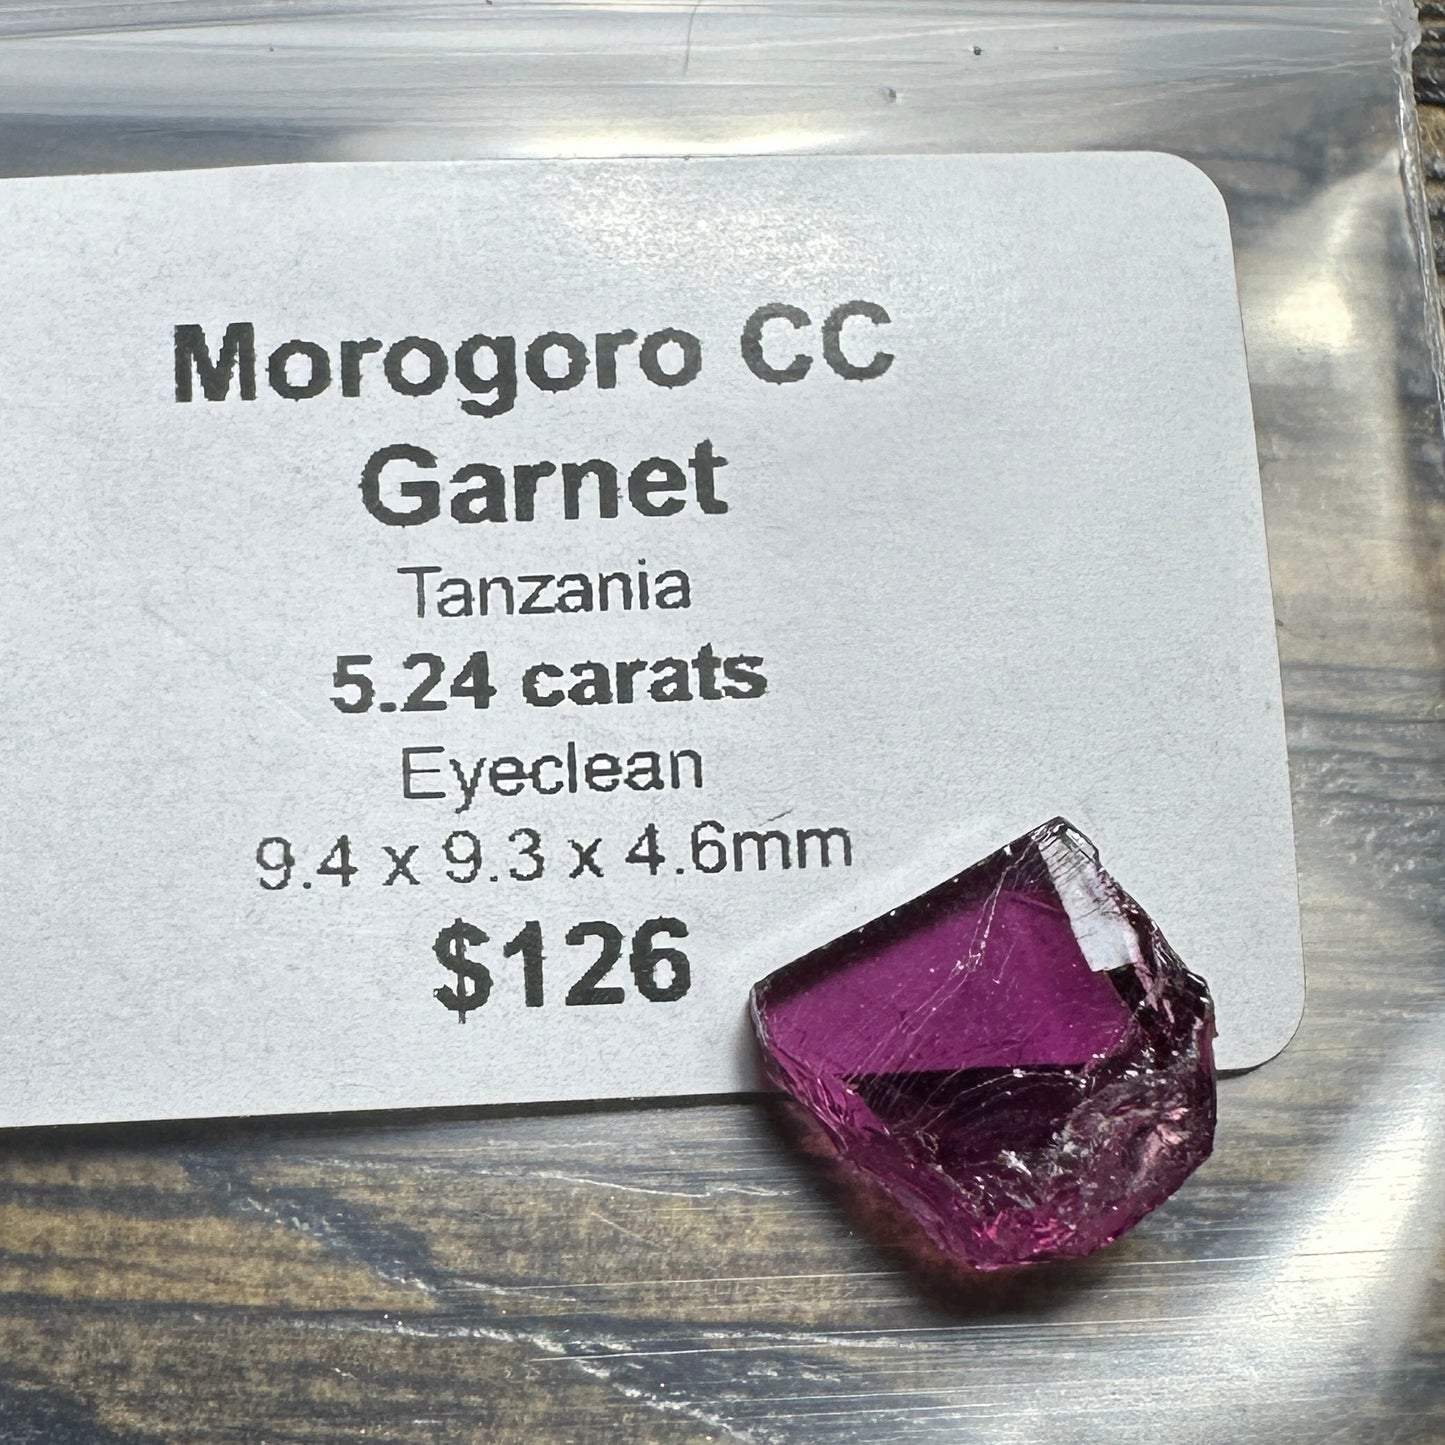 Morogoro CC
Garnet
Tanzania
5.24 carats
Eyeclean
9.4 x 9.3 x 4.6mm
$126